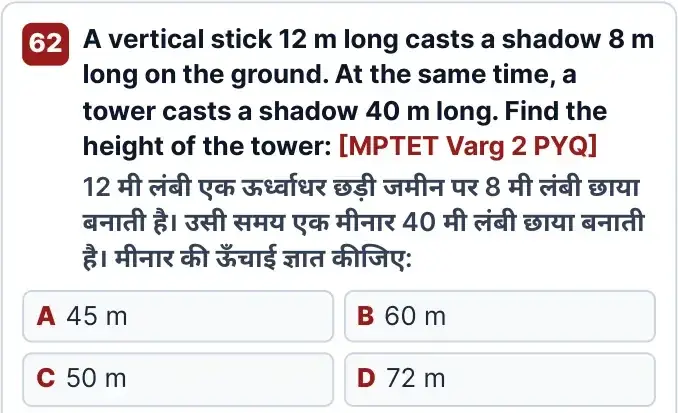 62 A vertical stick 12 m long casts a shadow 8 m
long on the ground. At the same time, a
tower casts a shadow 40 m long. Find the
height of the tower: [MPTET Varg 2 PYQ]
12 मी लंबी एक ऊर्ध्वाधर छड़ी जमीन पर 8 मी लंबी छाया
बनाती है। उसी समय एक मीनार 40 मी लंबी छाया बनाती
है। मीनार की ऊँचाई ज्ञात कीजिए:
A 45 m
B 60 m
C 50 m
D 72 m